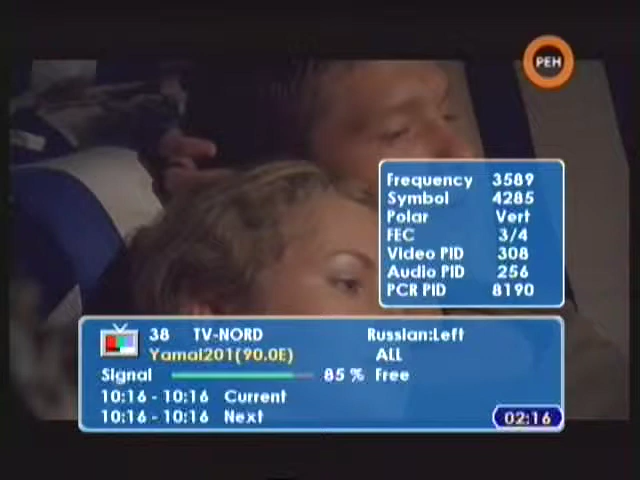 РЕН
Frequency 3589
Symbol 4285
Polar Vert
FEC 3/4
Video PID 308
Audio PID 256
PCR PID 8190
38 TV-NORD Russian:Left
Yamal201(90.0E) ALL
Signal 85 % Free
10:16 - 10:16 Current
10:16 - 10:16 Next
02:16